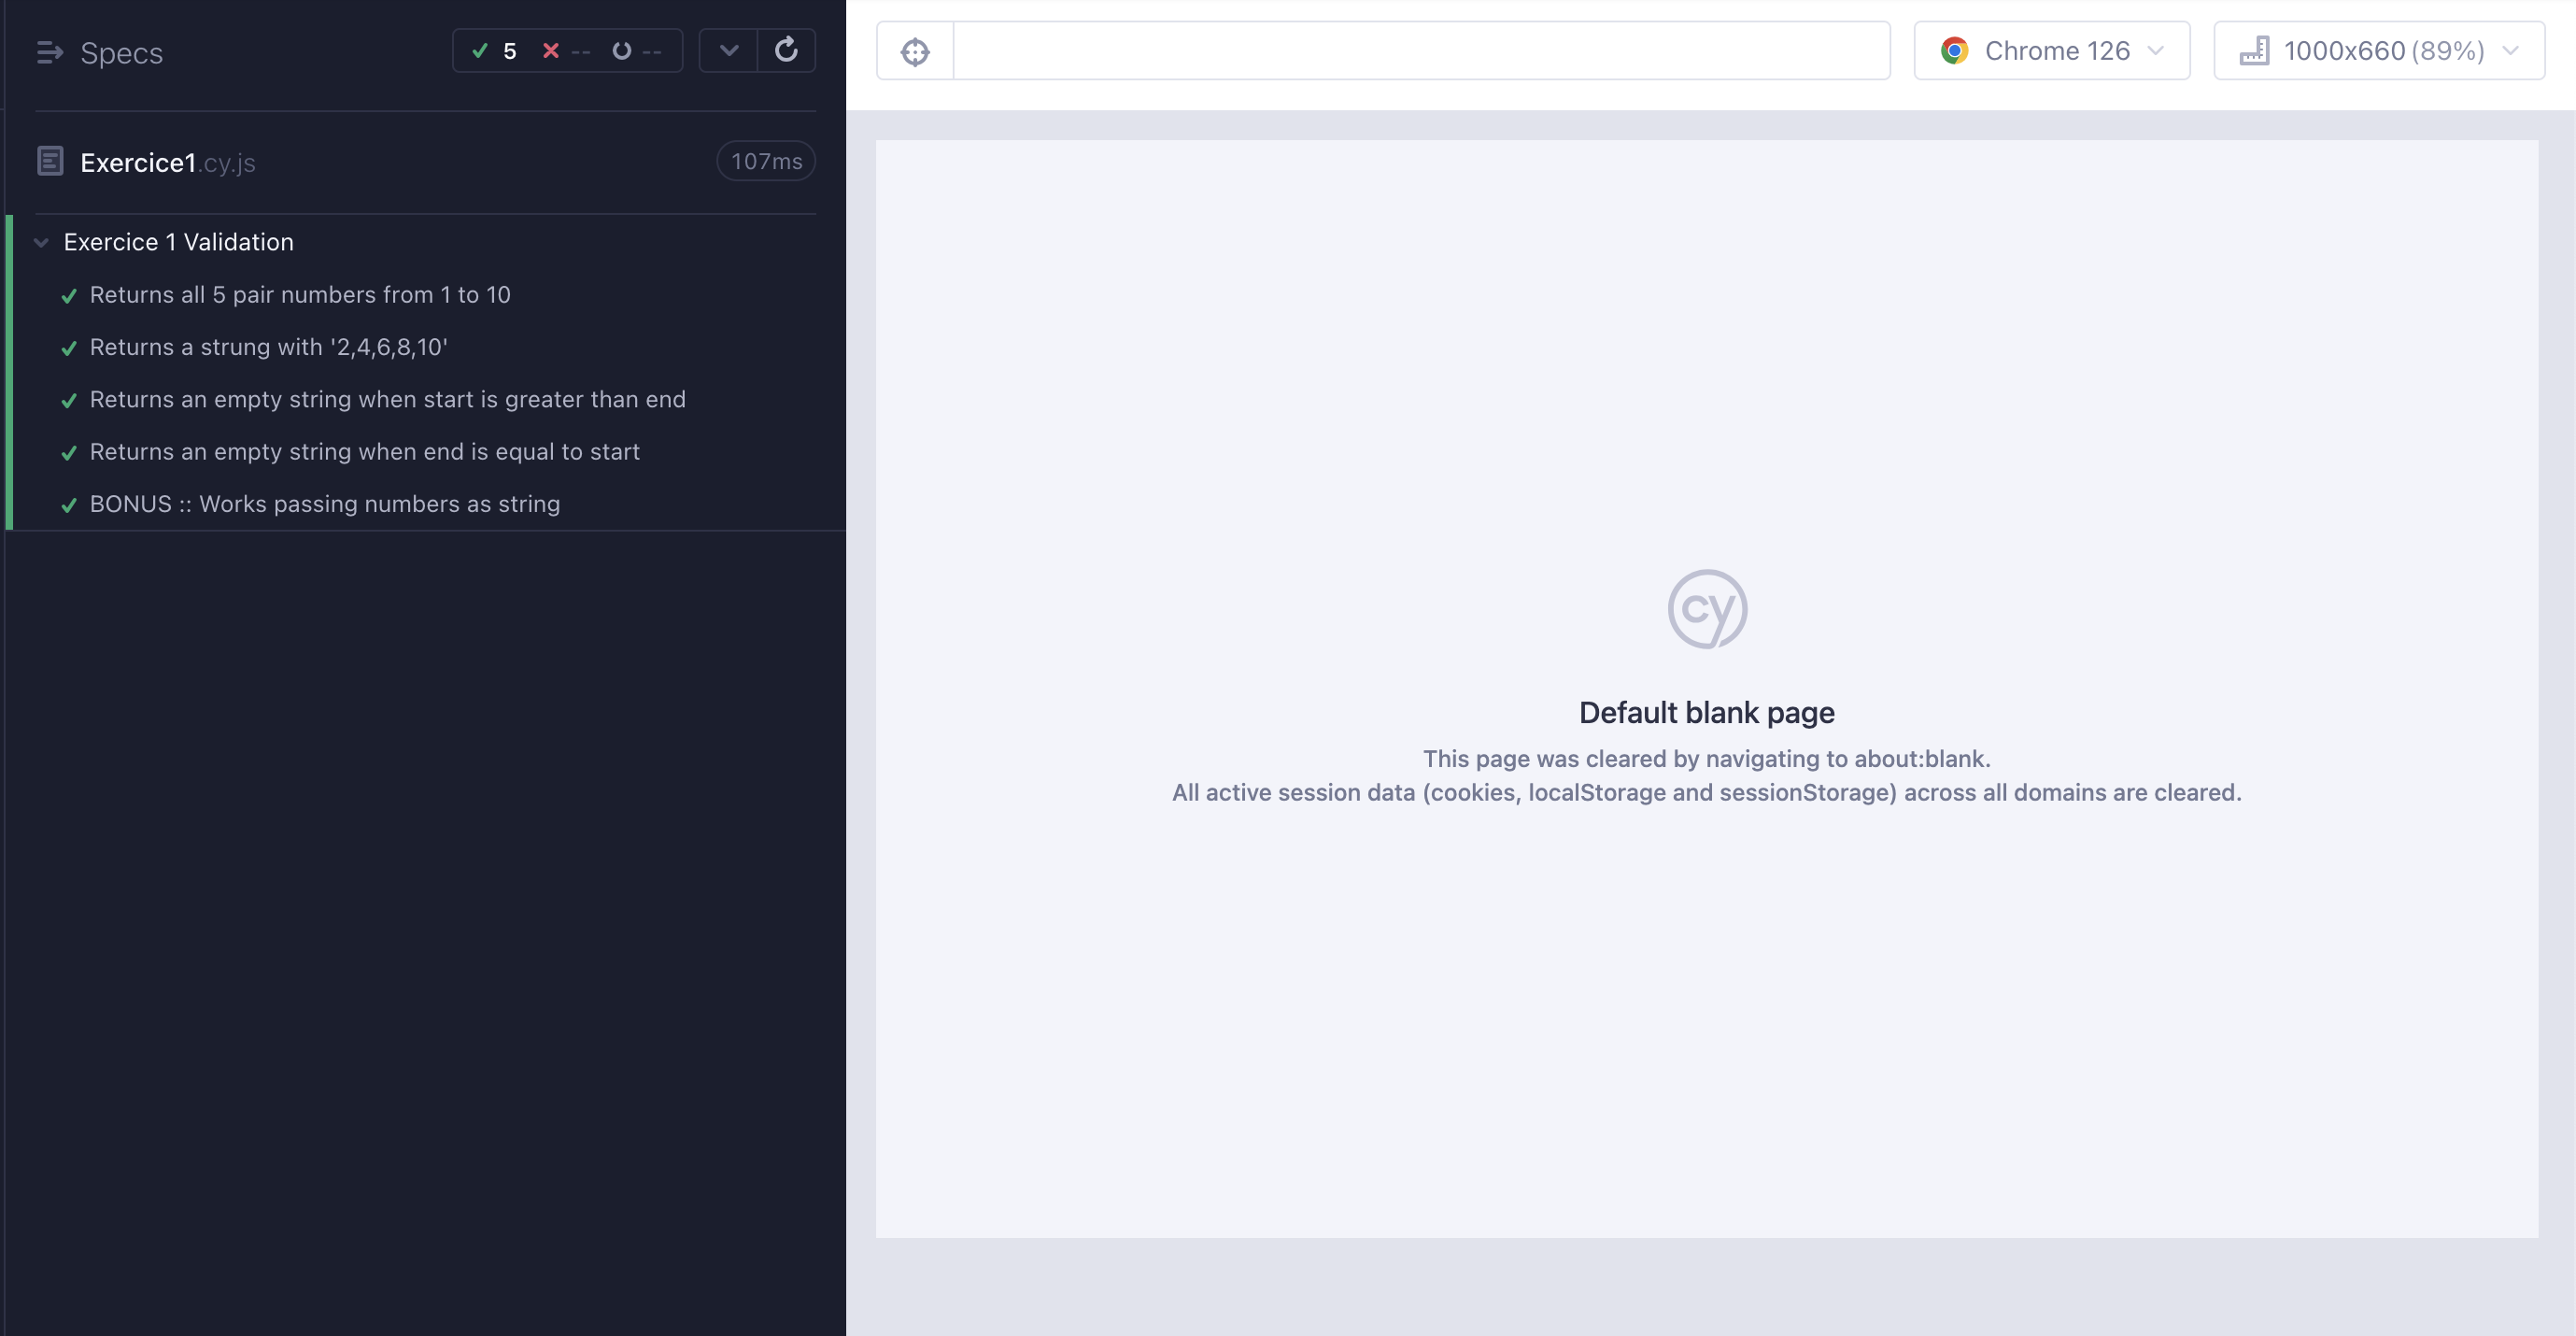 Specs
5 -- --
Exercice1.cy.js
107ms
Exercice 1 Validation
Returns all 5 pair numbers from 1 to 10
Returns a strung with '2,4,6,8,10'
Returns an empty string when start is greater than end
Returns an empty string when end is equal to start
BONUS :: Works passing numbers as string
Chrome 126
1000x660 (89%)
cy
Default blank page
This page was cleared by navigating to about:blank.
All active session data (cookies, localStorage and sessionStorage) across all domains are cleared.